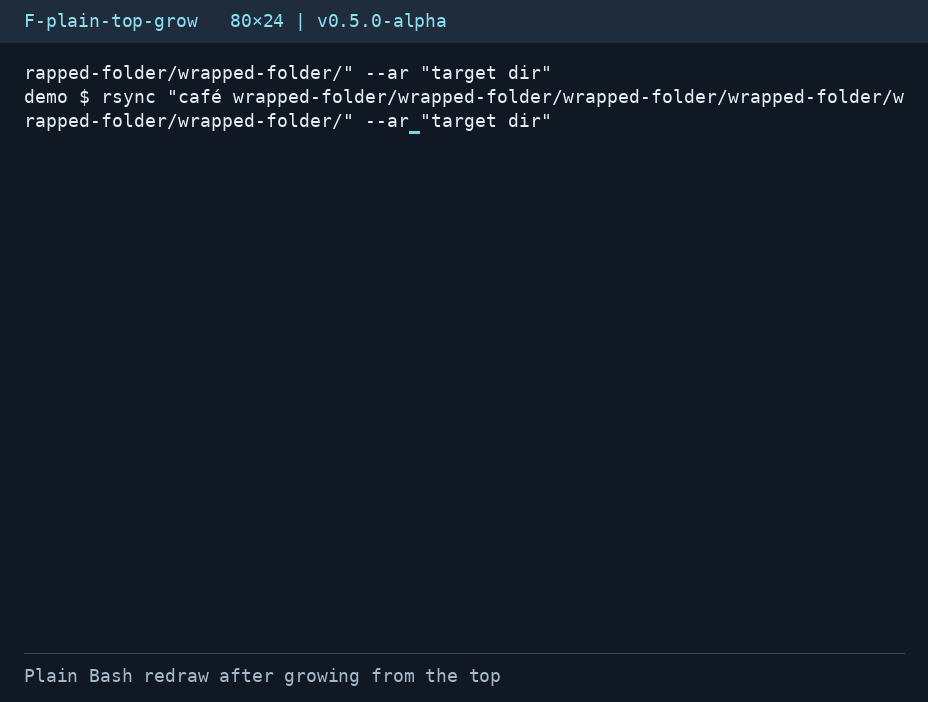 F-plain-top-grow   80×24 | v0.5.0-alpha
rapped-folder/wrapped-folder/" --ar "target dir"
demo $ rsync "café wrapped-folder/wrapped-folder/wrapped-folder/wrapped-folder/w
rapped-folder/wrapped-folder/" --ar_"target dir"
Plain Bash redraw after growing from the top